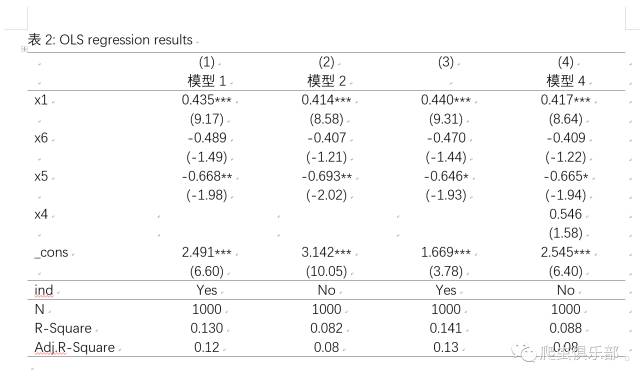 表 2: OLS regression results
(1) (2) (3) (4)
模型 1 模型 2 模型 4
x1 0.435*** 0.414*** 0.440*** 0.417***
(9.17) (8.58) (9.31) (8.64)
x6 -0.489 -0.407 -0.470 -0.409
(-1.49) (-1.21) (-1.44) (-1.22)
x5 -0.668** -0.693** -0.646* -0.665*
(-1.98) (-2.02) (-1.93) (-1.94)
x4 0.546
(1.58)
_cons 2.491*** 3.142*** 1.669*** 2.545***
(6.60) (10.05) (3.78) (6.40)
ind Yes No Yes No
N 1000 1000 1000 1000
R-Square 0.130 0.082 0.141 0.088
Adj.R-Square 0.12 0.08 0.13 0.08
爬虫俱乐部